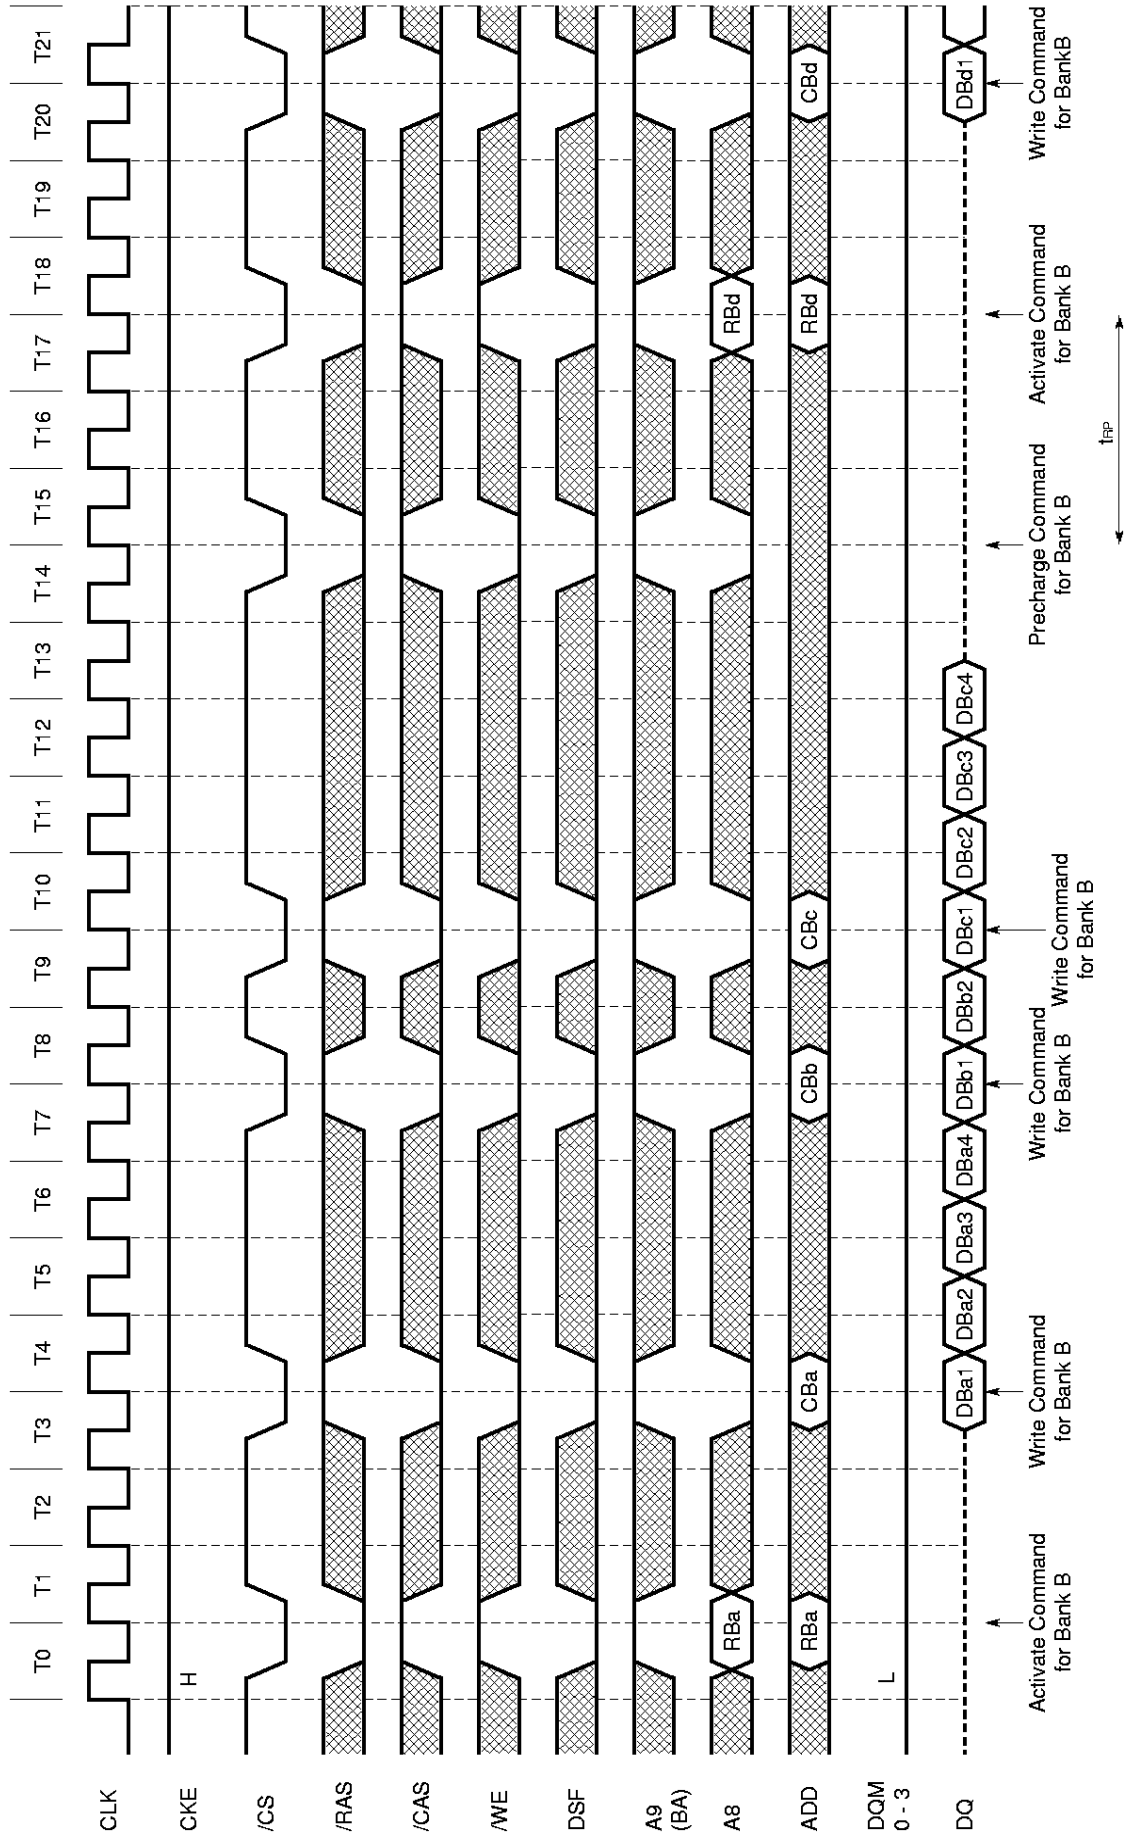 T0 T1 T2 T3 T4 T5 T6 T7 T8 T9 T10 T11 T12 T13 T14 T15 T16 T17 T18 T19 T20 T21
CLK
CKE H
/CS
/RAS
/CAS
/WE
DSF
A9
(BA)
A8 RBa RBd
ADD RBa CBa CBb CBc RBd CBd
DQM
0 - 3 L
DQ DBa1 DBa2 DBa3 DBa4 DBb1 DBb2 DBc1 DBc2 DBc3 DBc4 DBd1
Activate Command
for Bank B
Write Command
for Bank B
Write Command
for Bank B
Write Command
for Bank B
Precharge Command
for Bank B
Activate Command
for Bank B
Write Command
for BankB
tRP